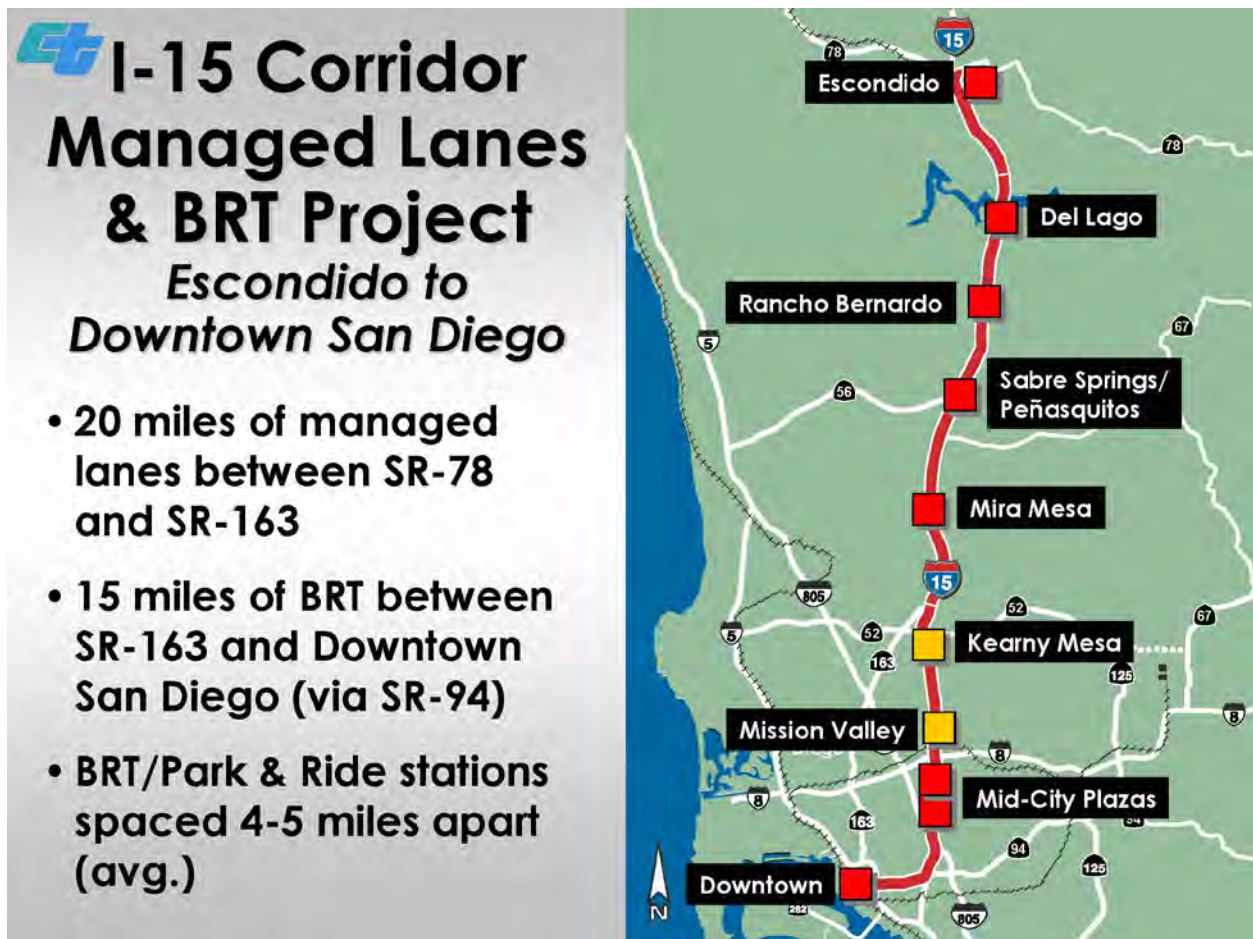 Ct
I-15 Corridor
Managed Lanes
& BRT Project
Escondido to
Downtown San Diego
• 20 miles of managed
lanes between SR-78
and SR-163
• 15 miles of BRT between
SR-163 and Downtown
San Diego (via SR-94)
• BRT/Park & Ride stations
spaced 4-5 miles apart
(avg.)
15
78
Escondido
78
Del Lago
Rancho Bernardo
67
5
Sabre Springs/
Peñasquitos
56
Mira Mesa
15
805
52
67
5
52
163
Kearny Mesa
125
8
Mission Valley
8
8
Mid-City Plazas
163
94
94
125
Downtown
282
805
N